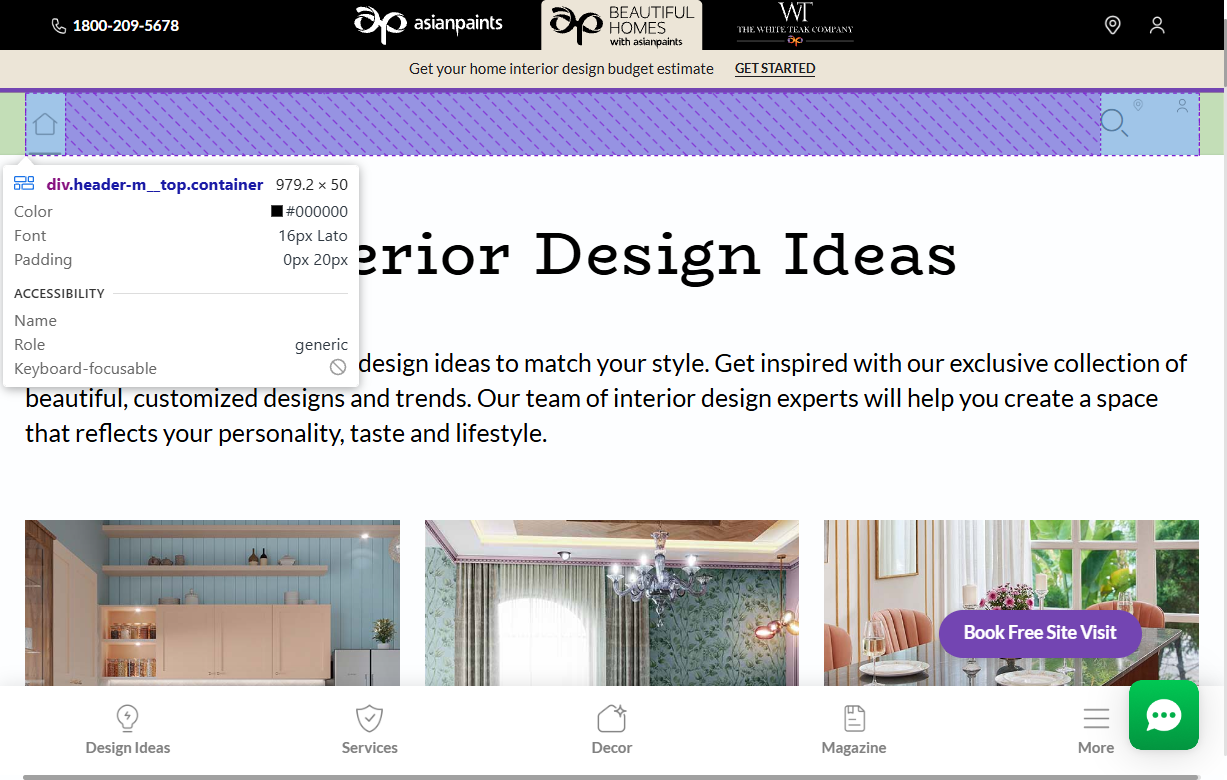 1800-209-5678
asianpaints
BEAUTIFUL
HOMES
with asianpaints
WT
THE WHITE TEAK COMPANY
ap
Get your home interior design budget estimate GET STARTED
div.header-m__top.container 979.2 × 50
Color #000000
Font 16px Lato
Padding 0px 20px
ACCESSIBILITY
Name
Role generic
Keyboard-focusable
erior Design Ideas
design ideas to match your style. Get inspired with our exclusive collection of
beautiful, customized designs and trends. Our team of interior design experts will help you create a space
that reflects your personality, taste and lifestyle.
Book Free Site Visit
Design Ideas
Services
Decor
Magazine
More